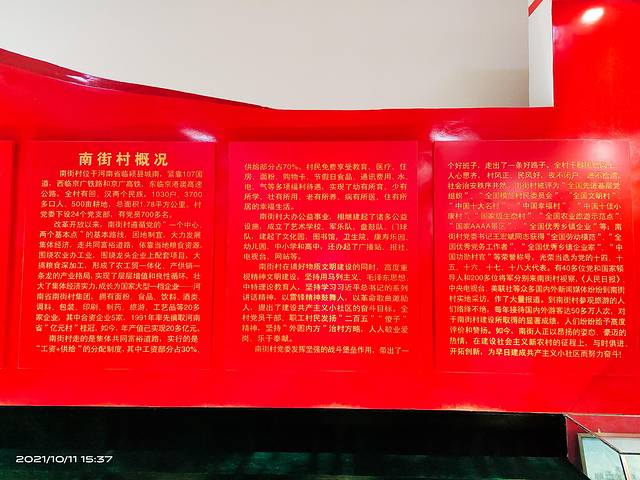 南街村概况
南街村位于河南省临颍县城南，紧靠107国
道，西临京广铁路和京广高铁，东临京港澳高速
公路，全村有回、汉两个民族，1030户，3700
多口人，500亩耕地，总面积1.78平方公里。村
党委下设24个党支部，有党员700多名。
改革开放以来，南街村遵循党的“一个中心，
两个基本点”的基本路线，因地制宜，大力发展
集体经济，走共同富裕道路，依靠当地粮食资源，
围绕农业办工业，围绕龙头企业上配套项目，大
搞粮食深加工，形成了农工贸一体化、产供销一
条龙的产业格局，实现了层层增值和良性循环，壮
大了集体经济实力，成长为国家大型一档企业——河
南省南街村集团，拥有面粉、食品、饮料、酒类、
调料、包装、印刷、制药、旅游、工艺品等20多
家企业，其中合资企业5家，1991年率先摘取河南
省“亿元村”桂冠，如今，年产值已实现20多亿元。
南街村走的是集体共同富裕道路，实行的是
“工资+供给”的分配制度，其中工资部分占30%，
供给部分占70%，村民免费享受教育、医疗、住
房、面粉、购物卡、节假日食品、通讯费用、水、
电、气等多项福利待遇，实现了幼有所育、少有
所学、壮有所用、老有所养、病有所医、住有所
居的幸福生活。
南街村大办公益事业，相继建起了诸多公益
设施，成立了艺术学校、军乐队、盘鼓队、门球
队，建起了文化园、图书馆、卫生院、康寿乐园、
幼儿园、中小学和高中，还办起了广播站、报社、
电视台、网站等。
南街村在搞好物质文明建设的同时，高度重
视精神文明建设，坚持用马列主义、毛泽东思想、
中特理论教育人，坚持学习习近平总书记的系列
讲话精神，以雷锋精神鼓舞人，以革命歌曲激励
人，提出了建设共产主义小社区的奋斗目标。全
村党员干部、职工村民发扬“二百五”“傻子”
精神，坚持“外圆内方”治村方略，人人敬业爱
岗、乐于奉献。
南街村党委发挥坚强的战斗堡垒作用，带出了一
个好班子，走出了一条好路子。全村干群团结向上，
人心思齐，村风正、民风好，夜不闭户、路不拾遗，
社会治安秩序井然。南街村被评为“全国先进基层党
组织”、“全国模范村民委员会”、“全国文明村”、
“中国十大名村”、“中国幸福村”、“中国十佳小
康村”、“国家级生态村”、“全国农业旅游示范点”、
“国家AAAA景区”、“全国优秀乡镇企业”等；南
街村党委书记王宏斌同志获得“全国劳动模范”、“全
国优秀党务工作者”、“全国优秀乡镇企业家”、“中
国功勋村官”等荣誉称号，光荣当选为党的十四、十
五、十六、十七、十八大代表。有40多位党和国家领
导人和200多位将军分别来南街村视察，《人民日报》、
中央电视台、美联社等众多国内外新闻媒体纷纷到南街
村实地采访，作了大量报道。到南街村参观旅游的人
们络绎不绝，每年接待国内外游客达50多万人次，对
于南街村建设所取得的显著成绩，人们纷纷给予高度
评价和赞扬。如今，南街人正以昂扬的姿态、豪迈的
热情，在建设社会主义新农村的征程上，与时俱进，
开拓创新，为早日建成共产主义小社区而努力奋斗！
2021/10/11 15:37